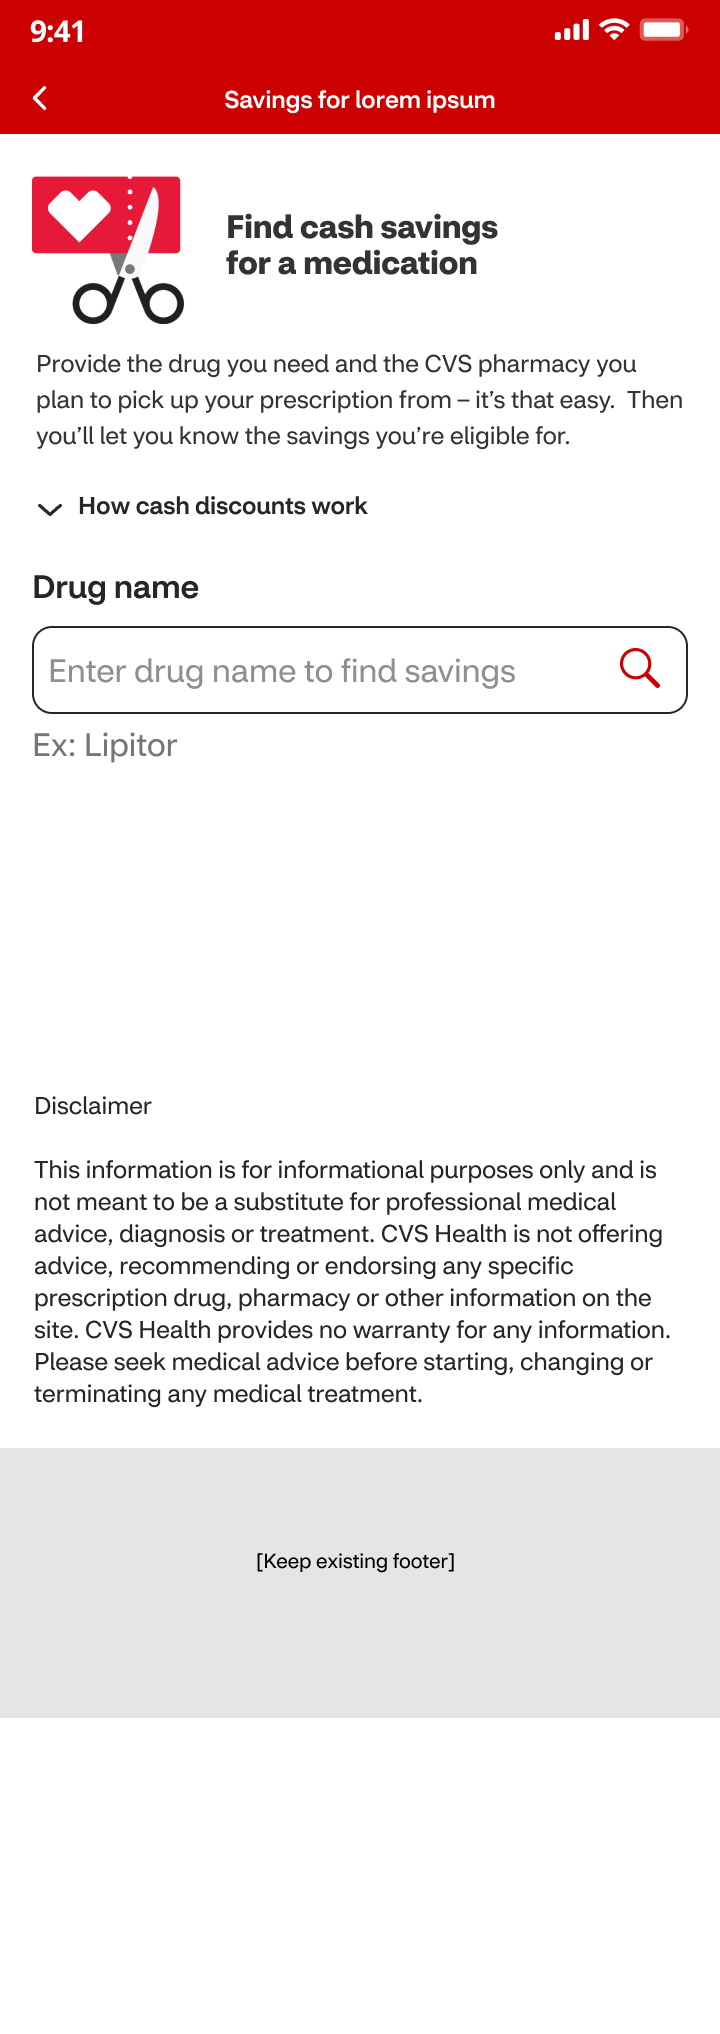 9:41
Savings for lorem ipsum
Find cash savings
for a medication
Provide the drug you need and the CVS pharmacy you
plan to pick up your prescription from – it’s that easy.  Then
you’ll let you know the savings you’re eligible for.
How cash discounts work
Drug name
Enter drug name to find savings
Ex: Lipitor
Disclaimer
This information is for informational purposes only and is
not meant to be a substitute for professional medical
advice, diagnosis or treatment. CVS Health is not offering
advice, recommending or endorsing any specific
prescription drug, pharmacy or other information on the
site. CVS Health provides no warranty for any information.
Please seek medical advice before starting, changing or
terminating any medical treatment.
[Keep existing footer]